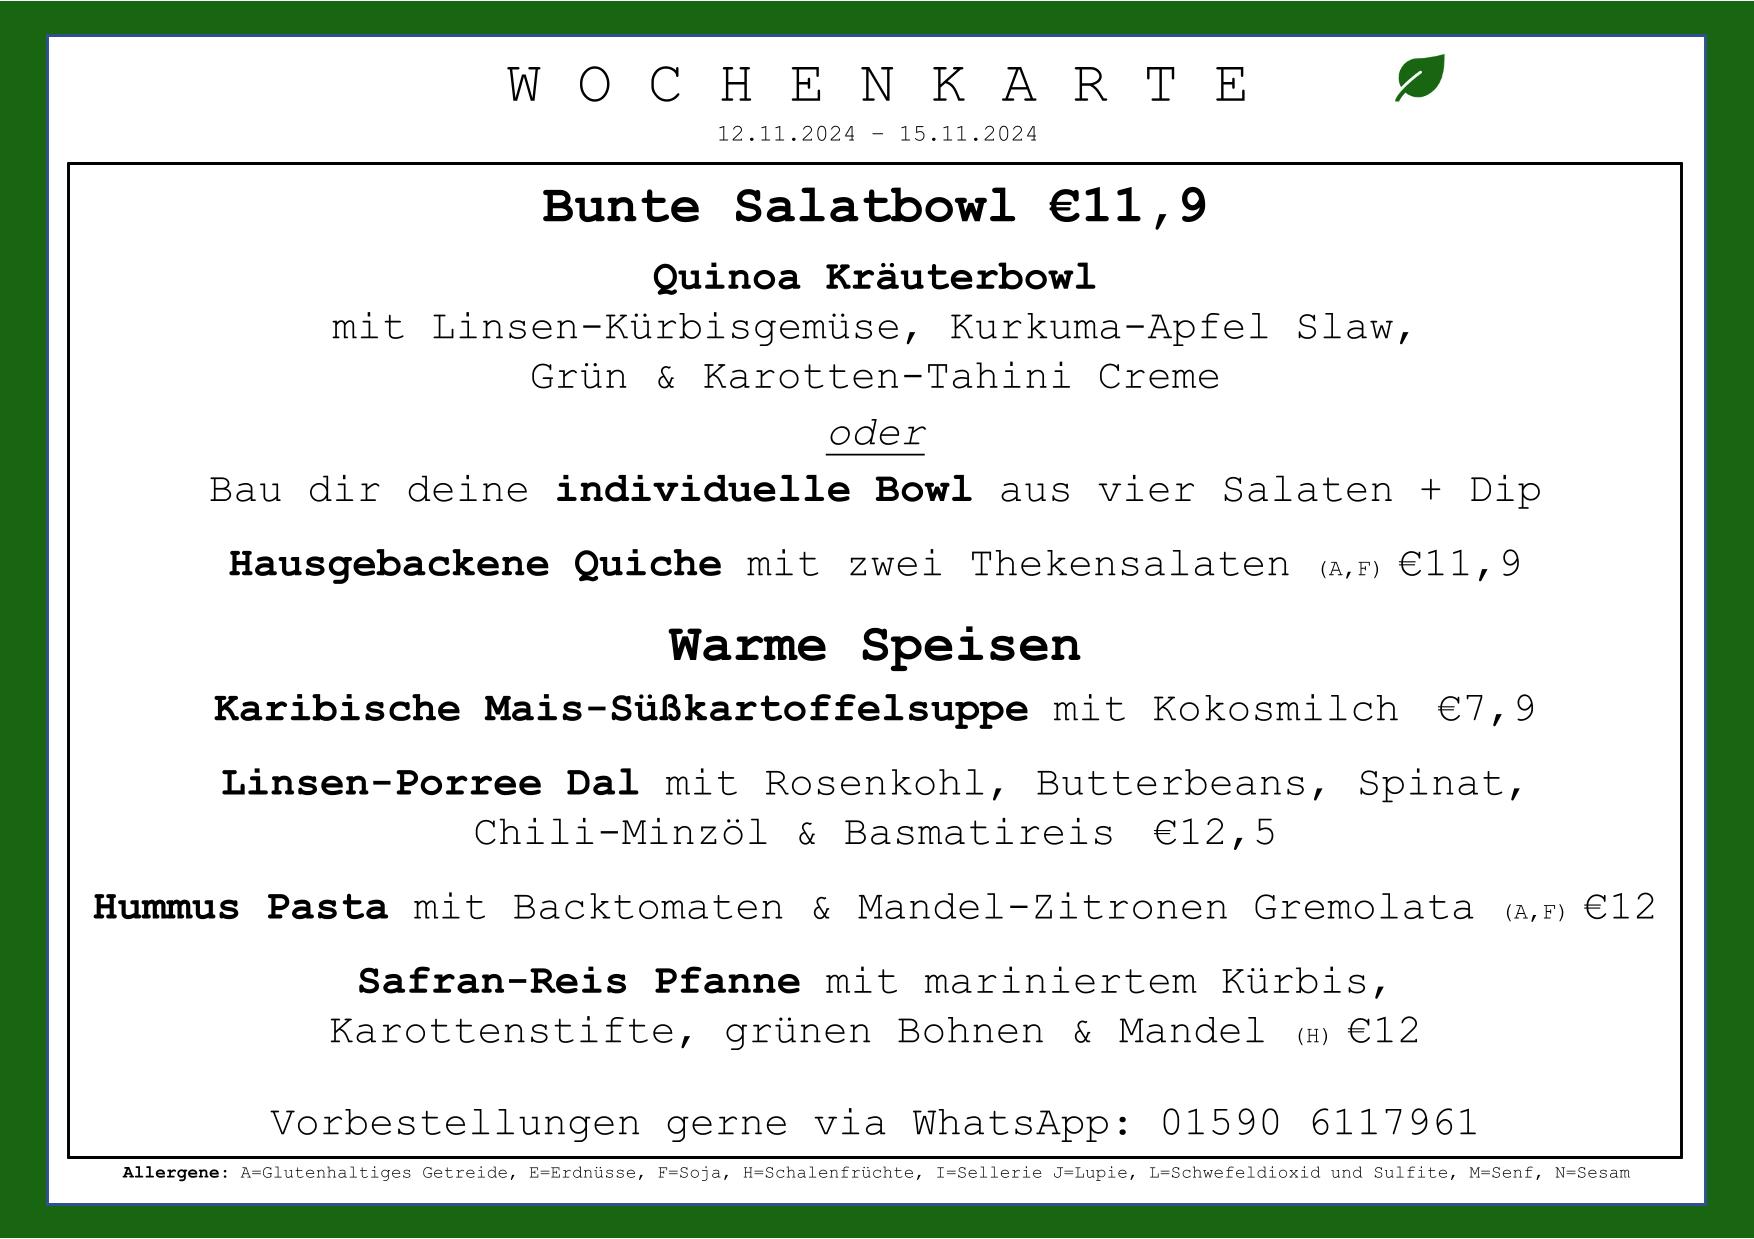 WOCHENKARTE
12.11.2024 – 15.11.2024
Bunte Salatbowl €11,9
Quinoa Kräuterbowl
mit Linsen-Kürbisgemüse, Kurkuma-Apfel Slaw,
Grün & Karotten-Tahini Creme
oder
Bau dir deine individuelle Bowl aus vier Salaten + Dip
Hausgebackene Quiche mit zwei Thekensalaten (A,F) €11,9
Warme Speisen
Karibische Mais-Süßkartoffelsuppe mit Kokosmilch €7,9
Linsen-Porree Dal mit Rosenkohl, Butterbeans, Spinat,
Chili-Minzöl & Basmatireis €12,5
Hummus Pasta mit Backtomaten & Mandel-Zitronen Gremolata (A,F) €12
Safran-Reis Pfanne mit mariniertem Kürbis,
Karottenstifte, grünen Bohnen & Mandel (H) €12
Vorbestellungen gerne via WhatsApp: 01590 6117961
Allergene: A=Glutenhaltiges Getreide, E=Erdnüsse, F=Soja, H=Schalenfrüchte, I=Sellerie J=Lupie, L=Schwefeldioxid und Sulfite, M=Senf, N=Sesam